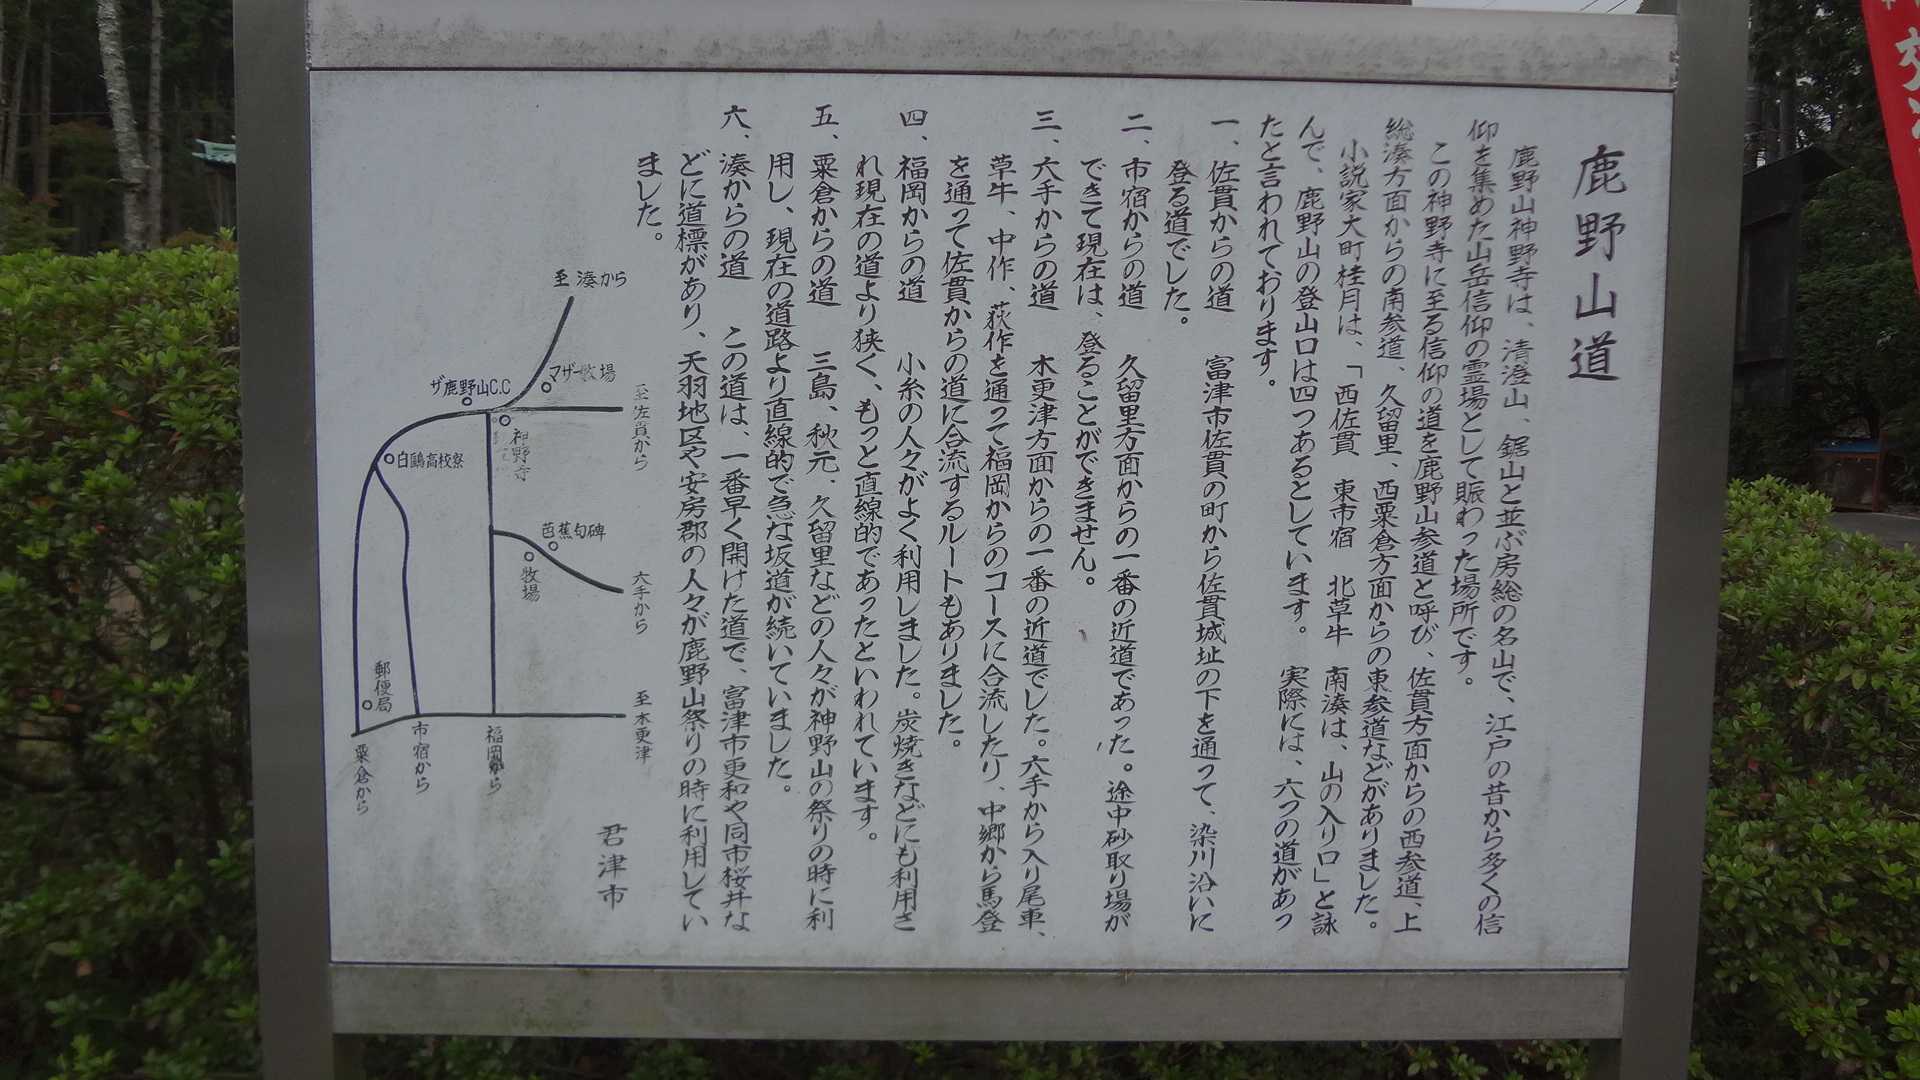 鹿野山道
鹿野山神野寺は、清澄山、鋸山と並ぶ房総の名山で、江戸の昔から多くの信
仰を集めた山岳信仰の霊場として賑わった場所です。
この神野寺に至る信仰の道を鹿野山参道と呼び、佐貫方面からの西参道、上
総湊方面からの南参道、久留里、西粟倉方面からの東参道などがありました。
小説家大町桂月は、「西佐貫 東市宿 北草牛 南湊は、山の入り口」と詠
んで、鹿野山の登山口は四つあるとしています。 実際には、六つの道があっ
たと言われております。
一、佐貫からの道 富津市佐貫の町から佐貫城址の下を通って、染川沿いに
登る道でした。
二、市宿からの道 久留里方面からの一番の近道であった。途中砂取り場が
できて現在は、登ることができません。
三、六手からの道 木更津方面からの一番の近道でした。六手から入り尾車、
草牛、中作、荻作を通って福岡からのコースに合流したり、中郷から馬登
を通って佐貫からの道に合流するルートもありました。
四、福岡からの道 小糸の人々がよく利用しました。炭焼きなどにも利用さ
れ現在の道より狭く、もっと直線的であったといわれています。
五、粟倉からの道 三島、秋元、久留里などの人々が神野山の祭りの時に利
用し、現在の道路より直線的で急な坂道が続いていました。
六、湊からの道 この道は、一番早く開けた道で、富津市更和や同市桜井な
どに道標があり、天羽地区や安房郡の人々が鹿野山祭りの時に利用してい
ました。
君津市
至湊から
マザー牧場
ザ鹿野山C.C
至佐貫から
神野寺
白鷗高校寮
芭蕉句碑
牧場
六手から
郵便局
至木更津
福岡から
市宿から
粟倉から